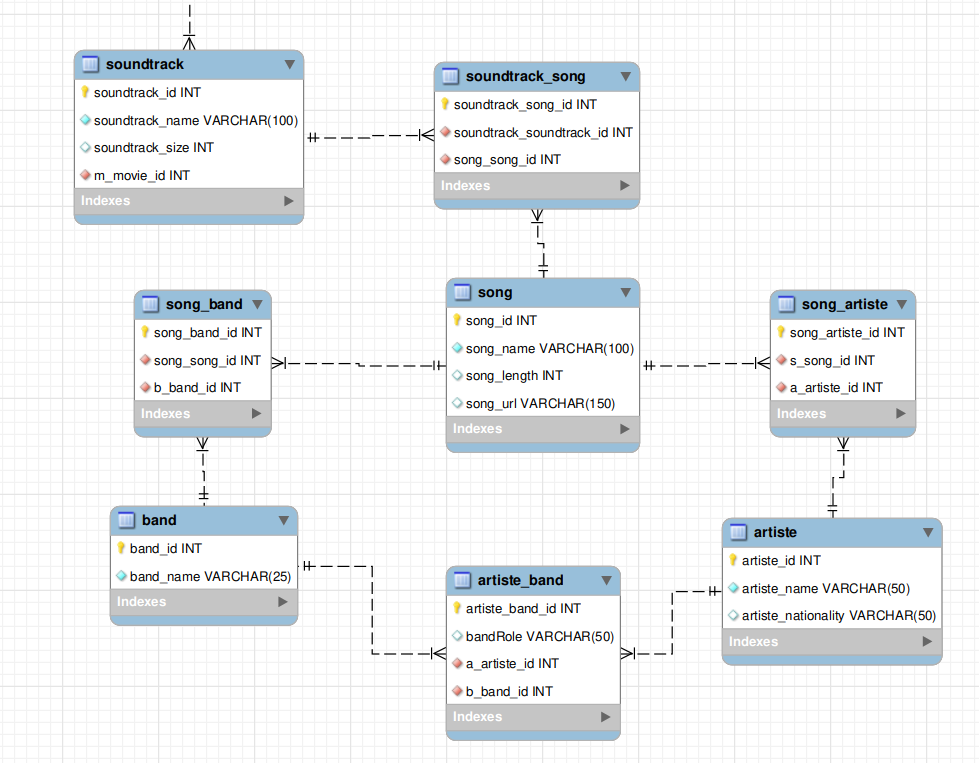 soundtrack
soundtrack_id INT
soundtrack_name VARCHAR(100)
soundtrack_size INT
m_movie_id INT
Indexes
soundtrack_song
soundtrack_song_id INT
soundtrack_soundtrack_id INT
song_song_id INT
Indexes
song_band
song_band_id INT
song_song_id INT
b_band_id INT
Indexes
song
song_id INT
song_name VARCHAR(100)
song_length INT
song_url VARCHAR(150)
Indexes
song_artiste
song_artiste_id INT
s_song_id INT
a_artiste_id INT
Indexes
band
band_id INT
band_name VARCHAR(25)
Indexes
artiste_band
artiste_band_id INT
bandRole VARCHAR(50)
a_artiste_id INT
b_band_id INT
Indexes
artiste
artiste_id INT
artiste_name VARCHAR(50)
artiste_nationality VARCHAR(50)
Indexes